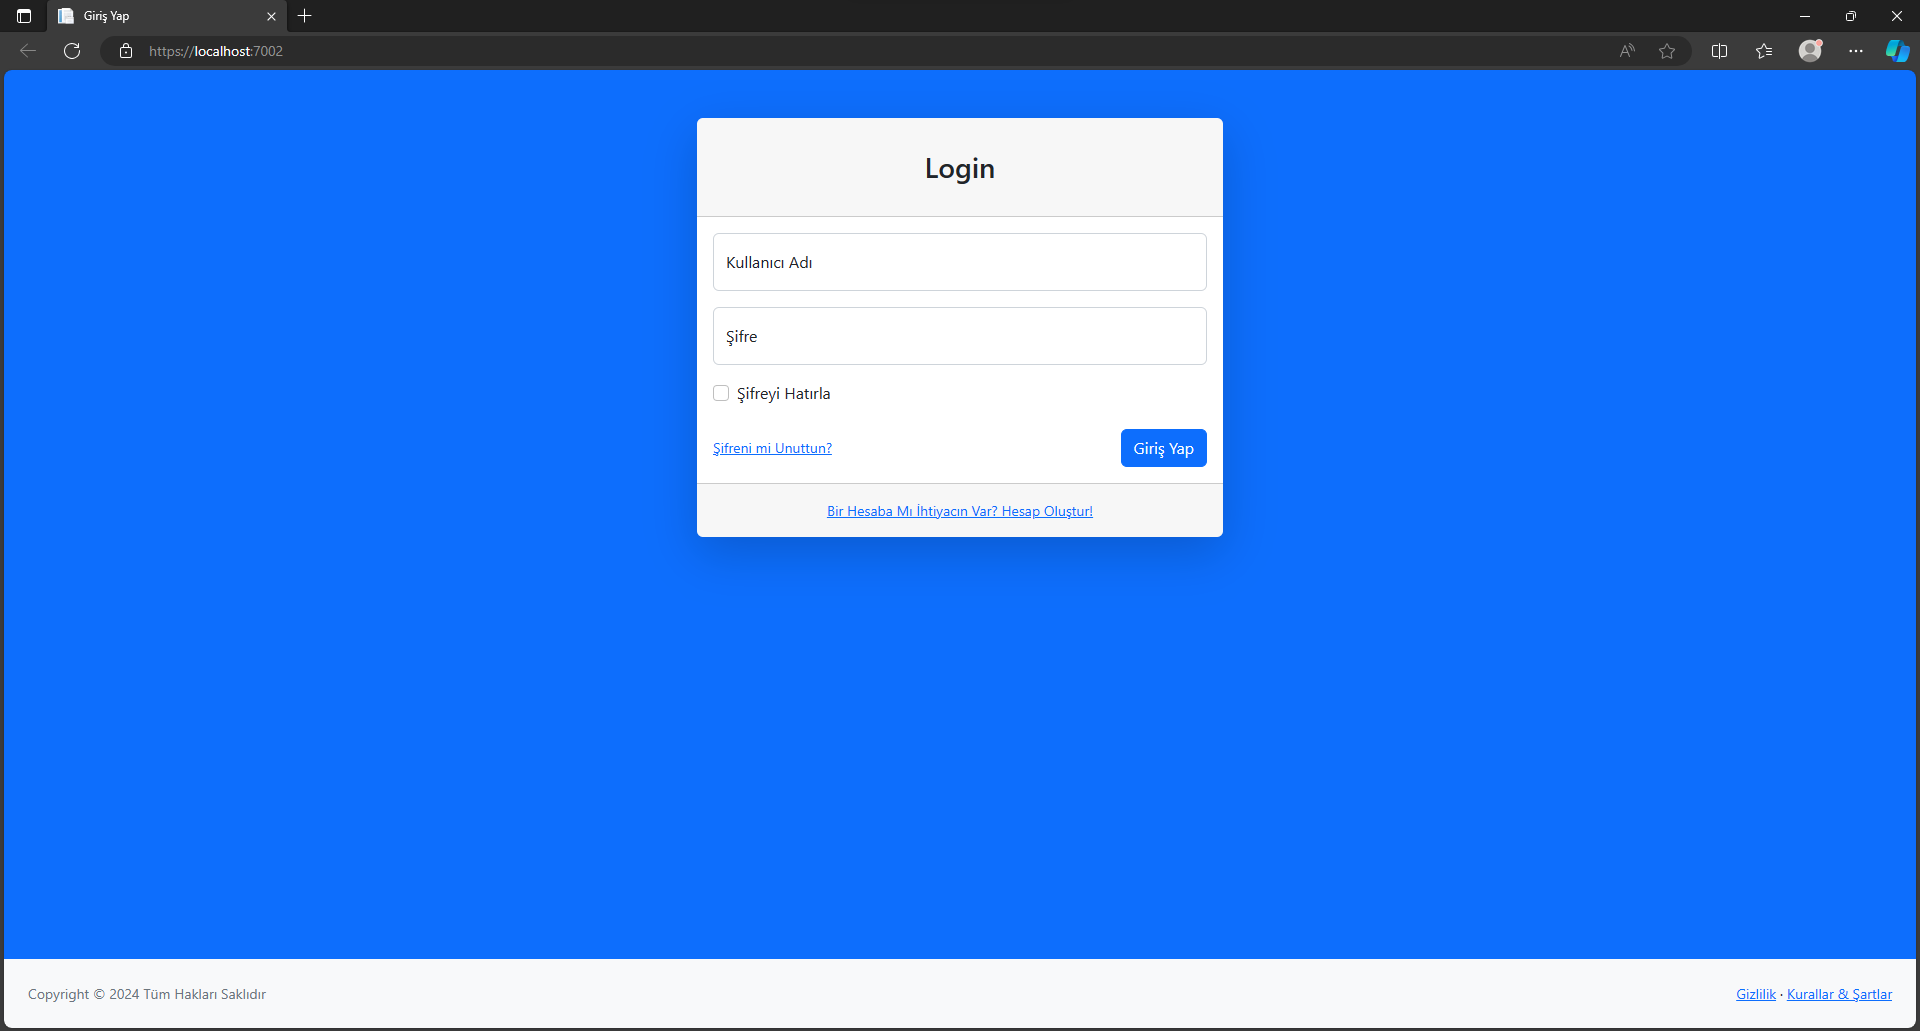 Giriş Yap
https://localhost:7002
Login
Kullanıcı Adı
Şifre
Şifreyi Hatırla
Şifreni mi Unuttun?
Giriş Yap
Bir Hesaba Mı İhtiyacın Var? Hesap Oluştur!
Copyright © 2024 Tüm Hakları Saklıdır
Gizlilik · Kurallar & Şartlar